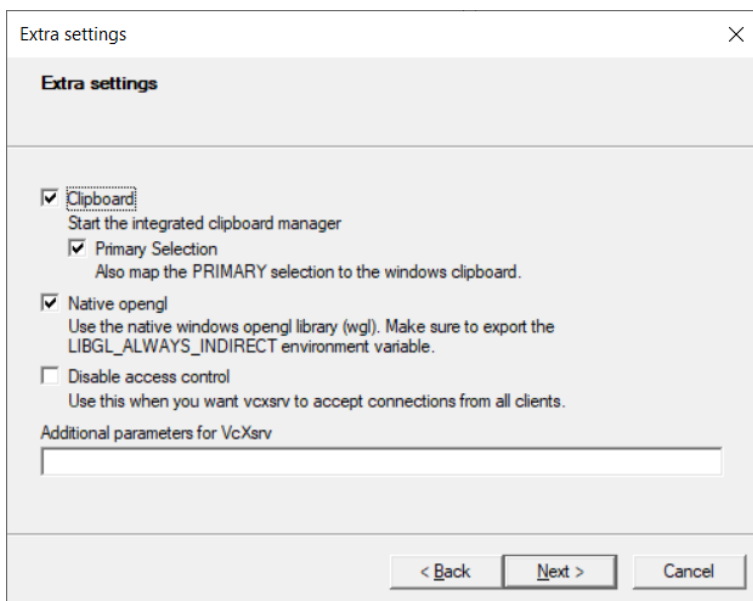 Extra settings
Extra settings
Clipboard
Start the integrated clipboard manager
Primary Selection
Also map the PRIMARY selection to the windows clipboard.
Native opengl
Use the native windows opengl library (wgl). Make sure to export the
LIBGL_ALWAYS_INDIRECT environment variable.
Disable access control
Use this when you want vcxsrv to accept connections from all clients.
Additional parameters for VcXsrv
< Back
Next >
Cancel